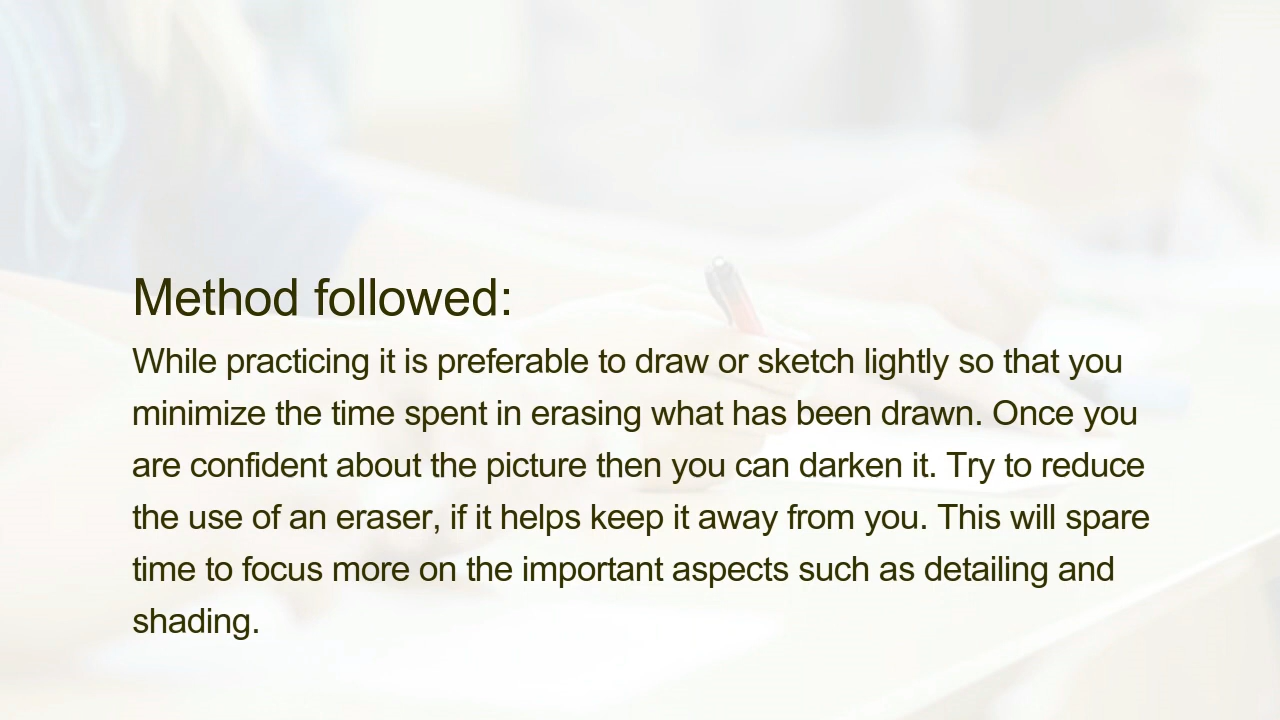 Method followed:
While practicing it is preferable to draw or sketch lightly so that you
minimize the time spent in erasing what has been drawn. Once you
are confident about the picture then you can darken it. Try to reduce
the use of an eraser, if it helps keep it away from you. This will spare
time to focus more on the important aspects such as detailing and
shading.